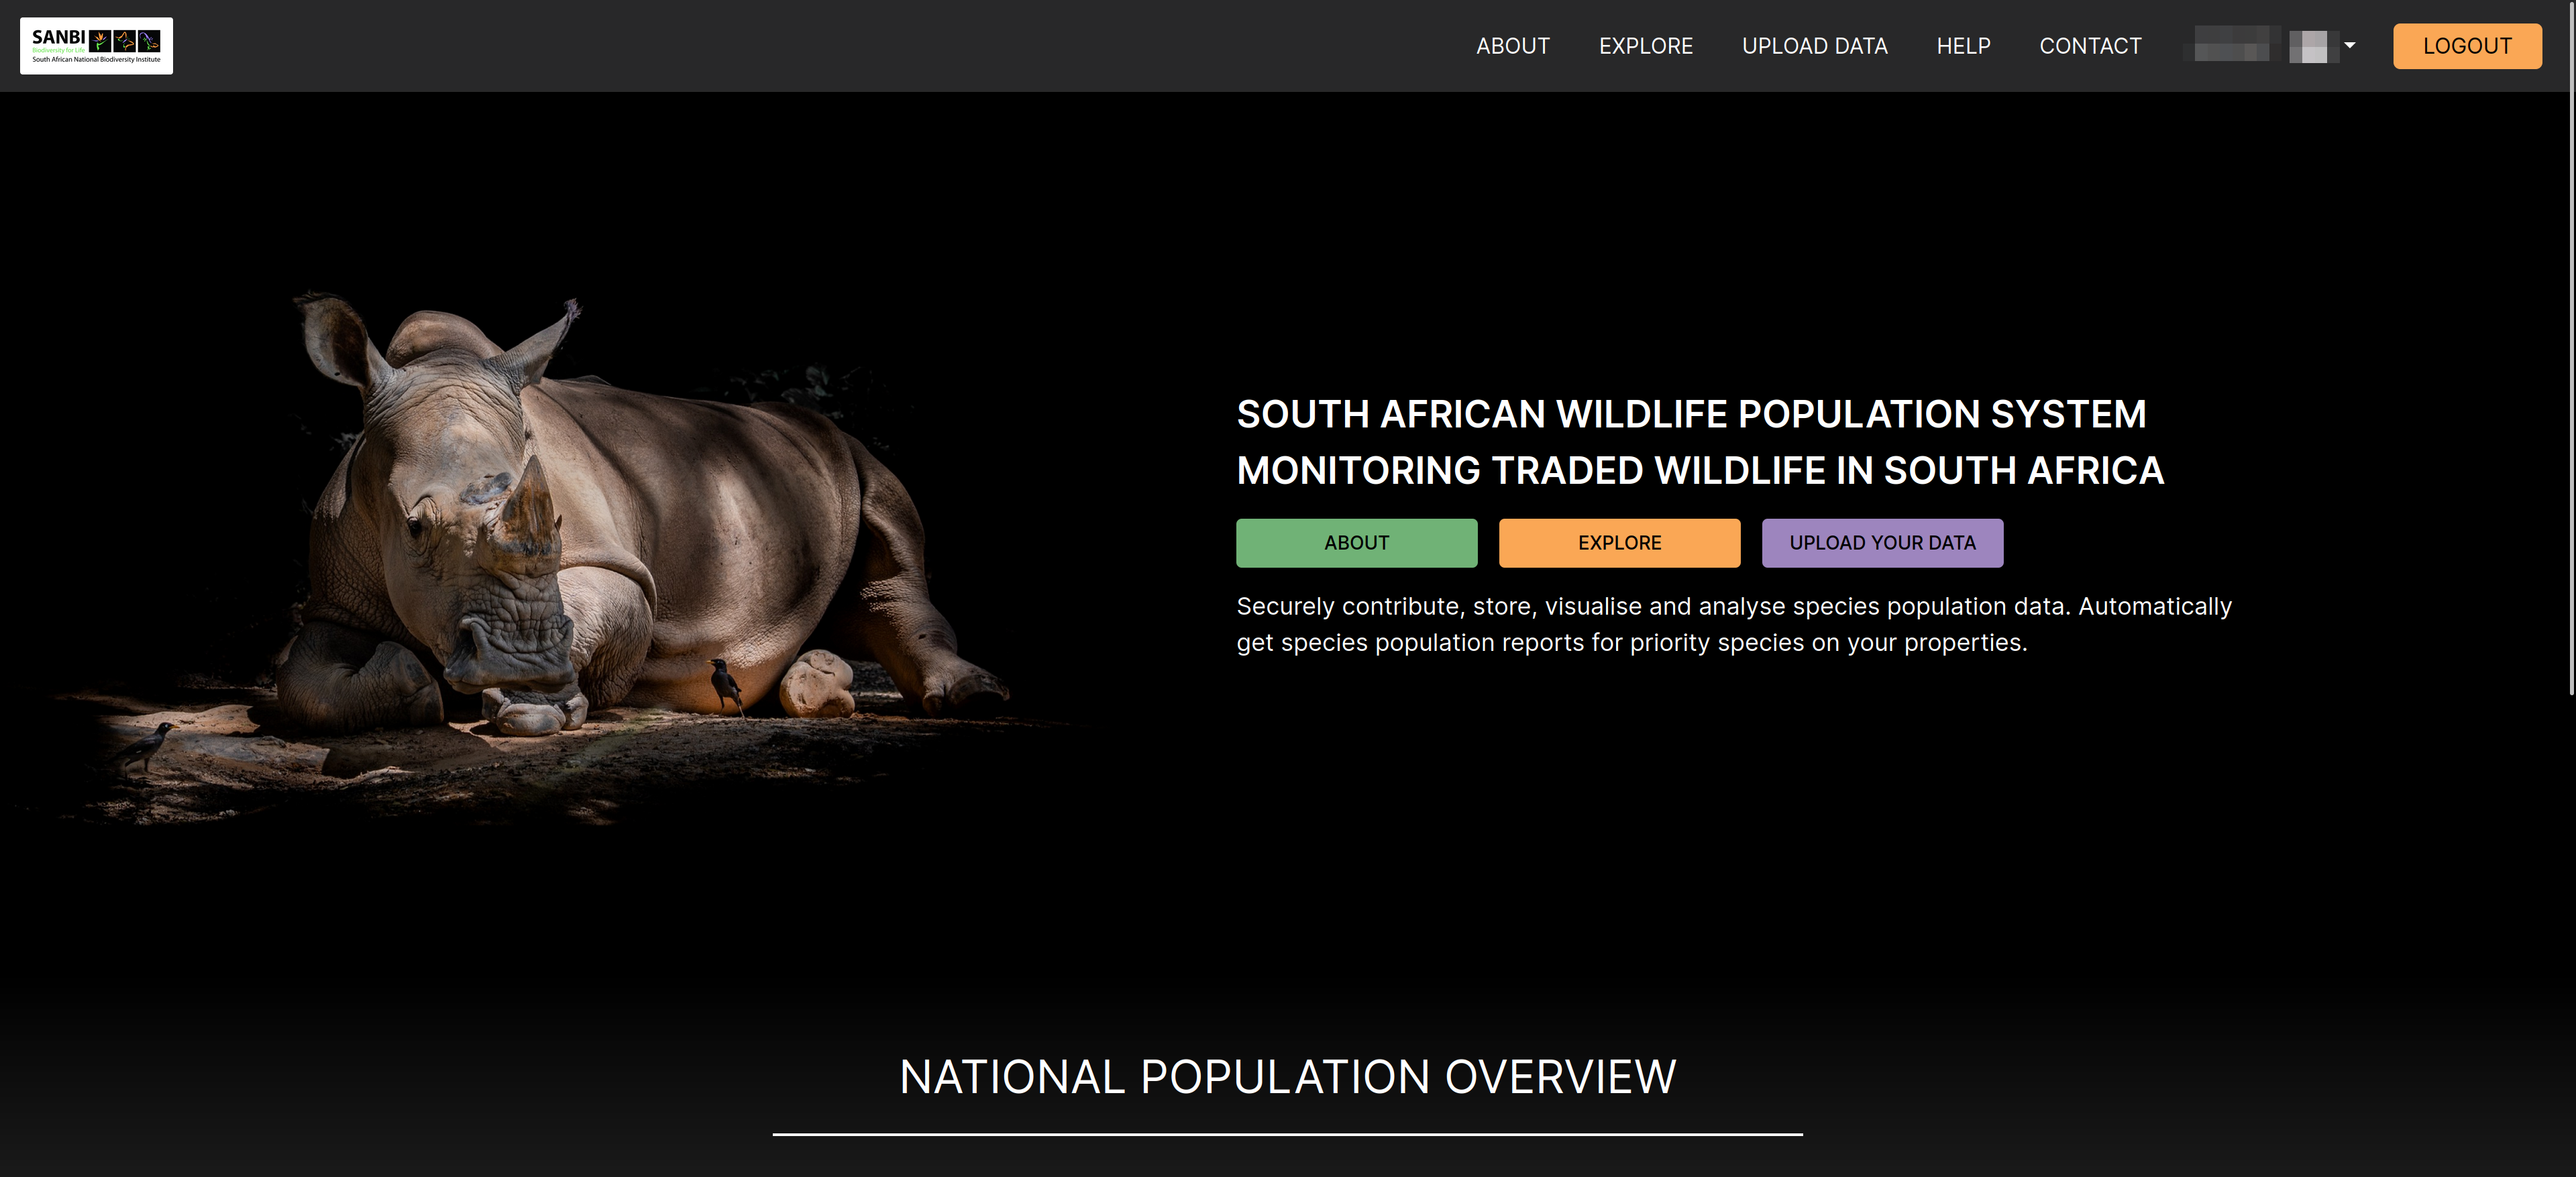 SANBI
Biodiversity for Life
South African National Biodiversity Institute
ABOUT EXPLORE UPLOAD DATA HELP CONTACT LOGOUT
SOUTH AFRICAN WILDLIFE POPULATION SYSTEM
MONITORING TRADED WILDLIFE IN SOUTH AFRICA
ABOUT EXPLORE UPLOAD YOUR DATA
Securely contribute, store, visualise and analyse species population data. Automatically
get species population reports for priority species on your properties.
NATIONAL POPULATION OVERVIEW